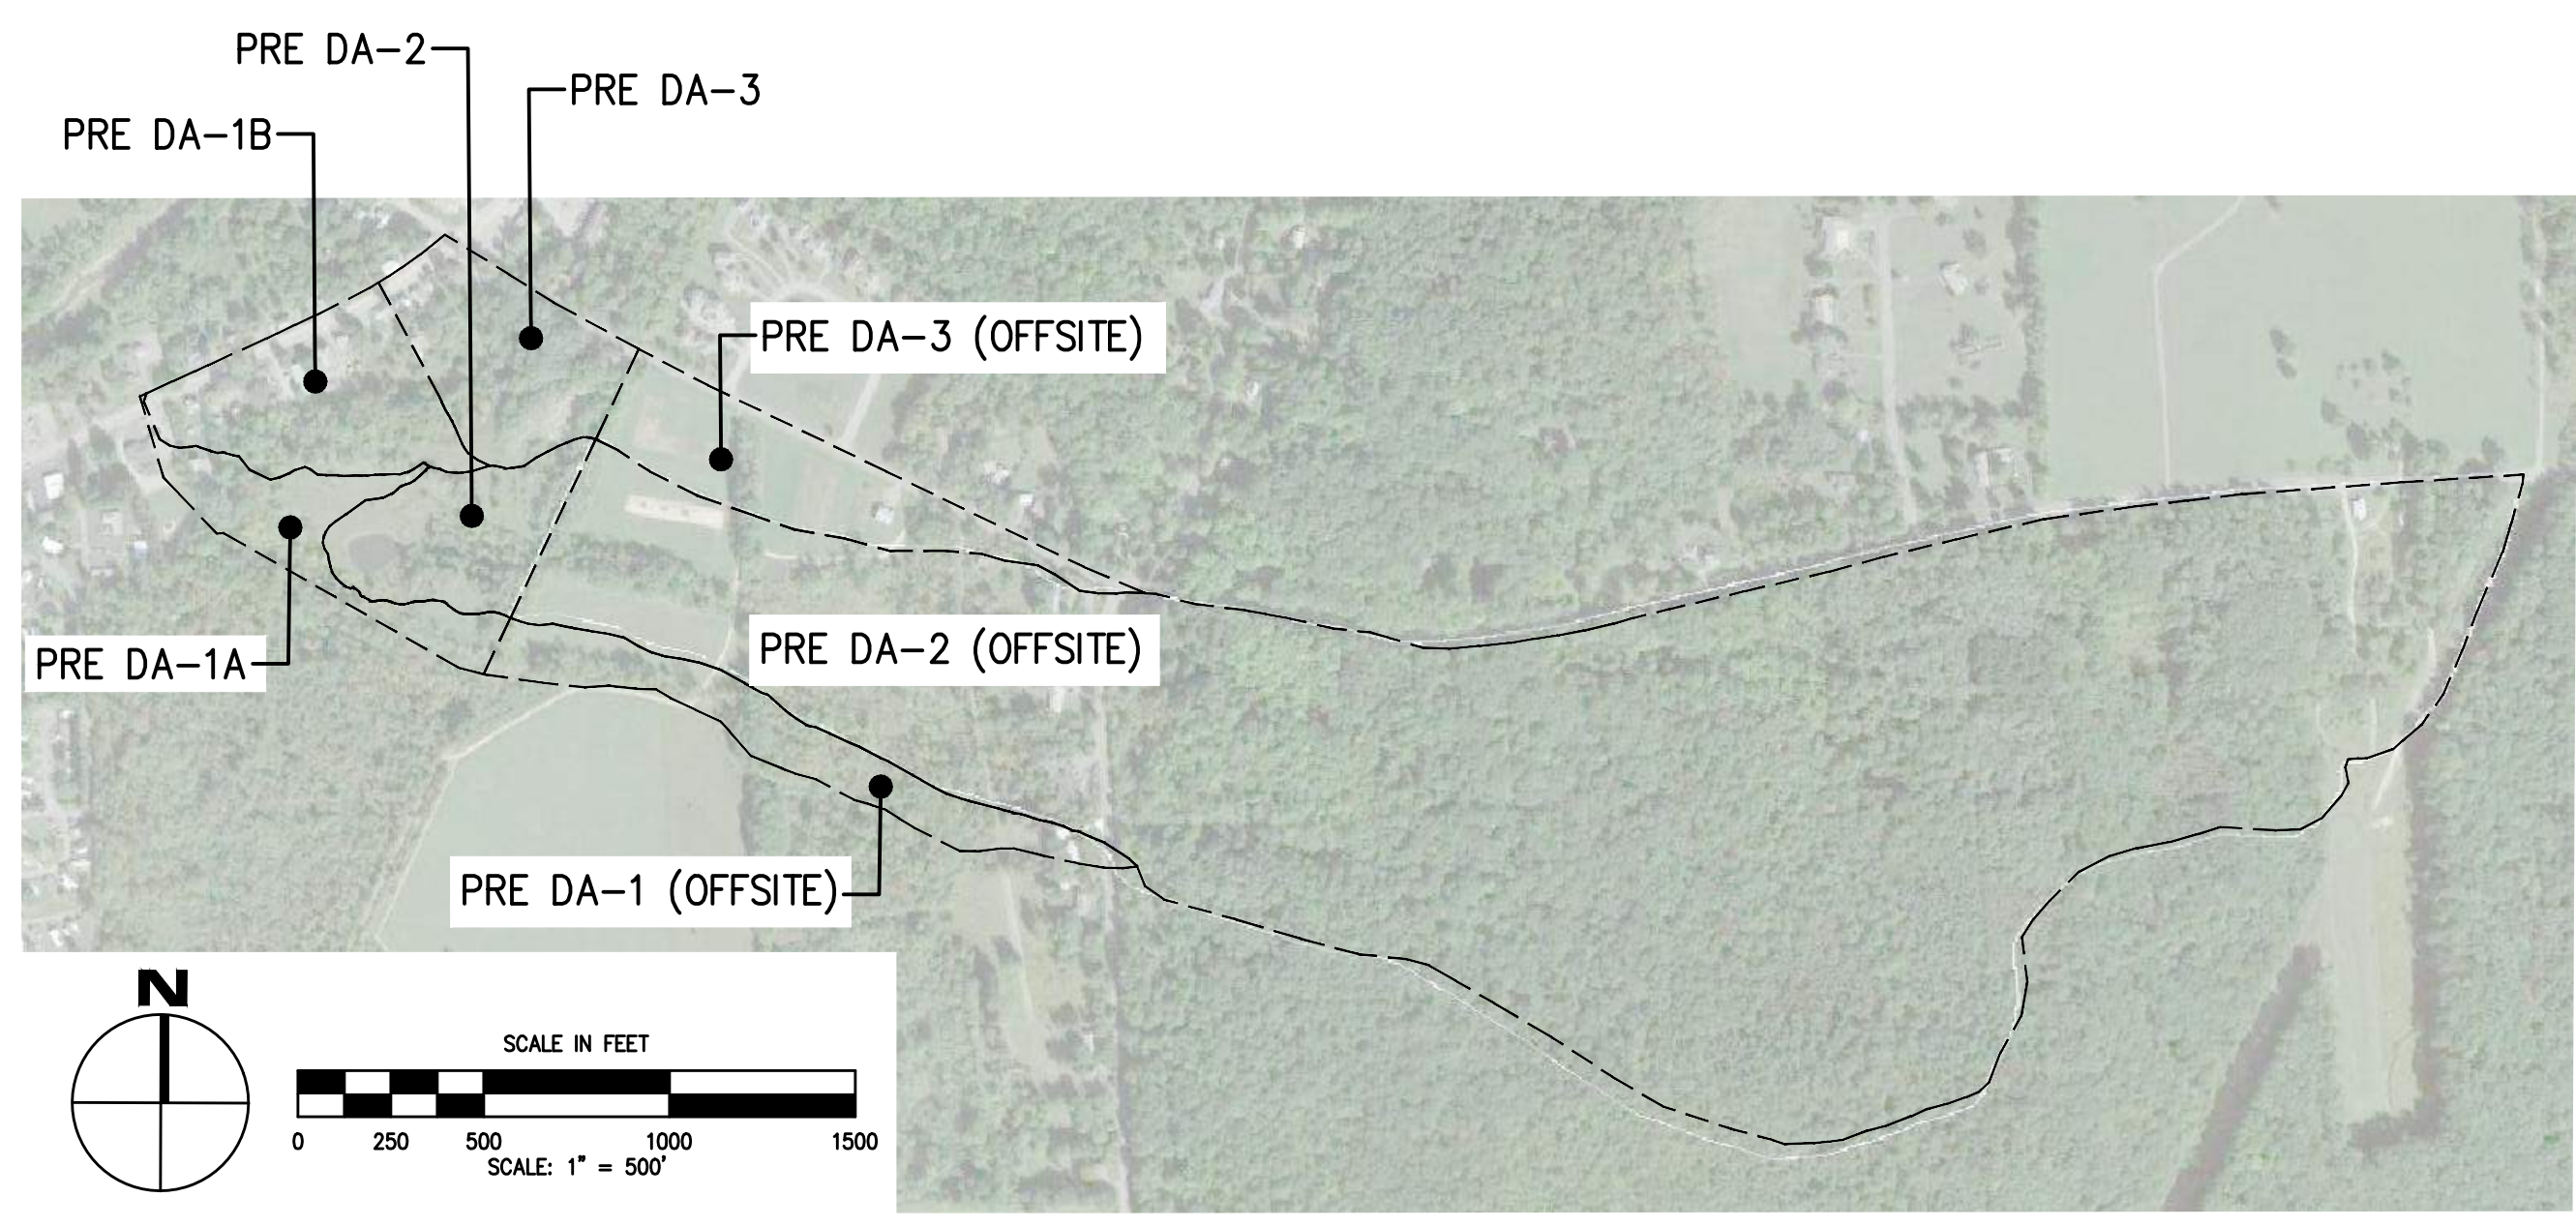 PRE DA-2
PRE DA-3
PRE DA-1B
PRE DA-3 (OFFSITE)
PRE DA-2 (OFFSITE)
PRE DA-1A
PRE DA-1 (OFFSITE)
N
SCALE IN FEET
0 250 500 1000 1500
SCALE: 1" = 500'